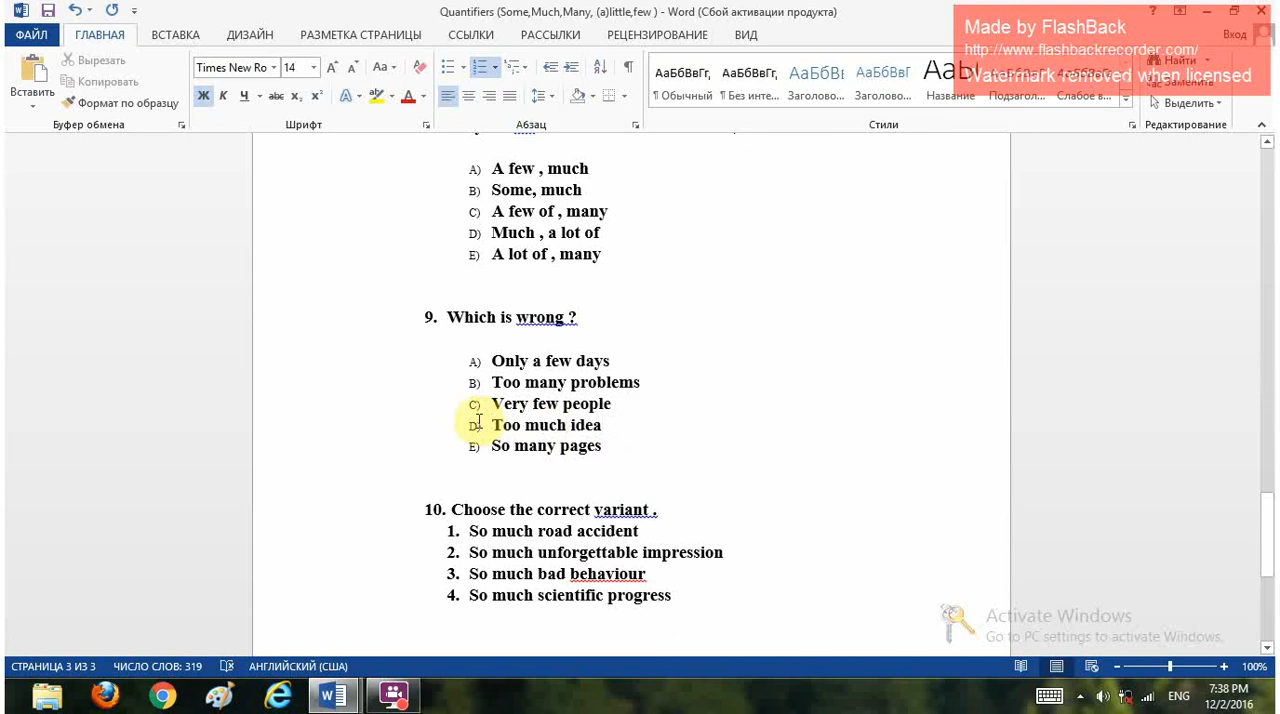 Quantifiers (Some,Much,Many, (a)little,few ) - Word (Сбой активации продукта)
Made by FlashBack
http://www.flashbackrecorder.com/
Watermark removed when licensed
ФАЙЛ ГЛАВНАЯ ВСТАВКА ДИЗАЙН РАЗМЕТКА СТРАНИЦЫ ССЫЛКИ РАССЫЛКИ РЕЦЕНЗИРОВАНИЕ ВИД Вход
Вставить
Вырезать
Копировать
Формат по образцу
Буфер обмена
Times New Ro 14
Шрифт
Абзац
АаБбВвГг, АаБбВвГг, АаБбВı АаБбВвГ
¶ Обычный ¶ Без инте... Заголово... Заголово... Название Подзагол... Слабое в...
Стили
Найти
Заменить
Выделить
Редактирование
A) A few , much
B) Some, much
C) A few of , many
D) Much , a lot of
E) A lot of , many
9. Which is wrong ?
A) Only a few days
B) Too many problems
C) Very few people
D) Too much idea
E) So many pages
10. Choose the correct variant .
1. So much road accident
2. So much unforgettable impression
3. So much bad behaviour
4. So much scientific progress
Activate Windows
Go to PC settings to activate Windows.
СТРАНИЦА 3 ИЗ 3 ЧИСЛО СЛОВ: 319 АНГЛИЙСКИЙ (США) 100%
ENG 7:38 PM
12/2/2016